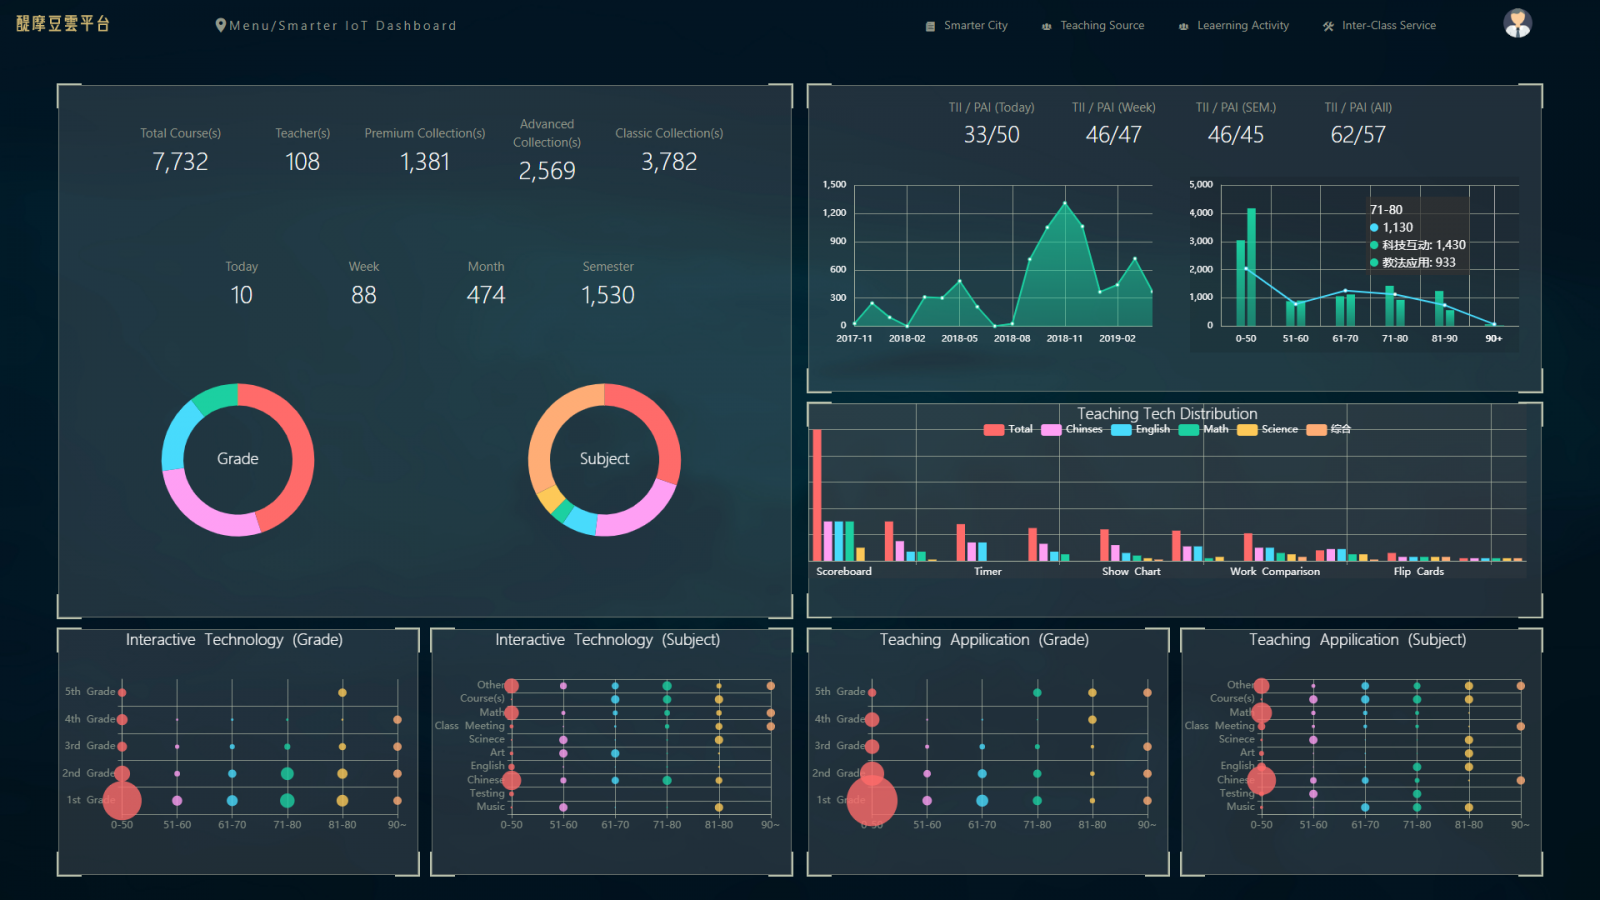 醍摩豆雲平台
Menu/Smarter IoT Dashboard
Smarter City
Teaching Source
Leaerning Activity
Inter-Class Service
Total Course(s)
7,732
Teacher(s)
108
Premium Collection(s)
1,381
Advanced
Collection(s)
2,569
Classic Collection(s)
3,782
Today
10
Week
88
Month
474
Semester
1,530
Grade
Subject
TII / PAI (Today)
33/50
TII / PAI (Week)
46/47
TII / PAI (SEM.)
46/45
TII / PAI (All)
62/57
1,500
1,200
900
600
300
0
2017-11
2018-02
2018-05
2018-08
2018-11
2019-02
5,000
4,000
3,000
2,000
1,000
0
0-50
51-60
61-70
71-80
81-90
90+
71-80
1,130
科技互动: 1,430
教法应用: 933
Teaching Tech Distribution
Total
Chinses
English
Math
Science
综合
Scoreboard
Timer
Show Chart
Work Comparison
Flip Cards
Interactive Technology (Grade)
5th Grade
4th Grade
3rd Grade
2nd Grade
1st Grade
0-50
51-60
61-70
71-80
81-80
90~
Interactive Technology (Subject)
Other
Course(s)
Math
Class Meeting
Scinece
Art
English
Chinese
Testing
Music
0-50
51-60
61-70
71-80
81-80
90~
Teaching Appilication (Grade)
5th Grade
4th Grade
3rd Grade
2nd Grade
1st Grade
0-50
51-60
61-70
71-80
81-80
90~
Teaching Appilication (Subject)
Other
Course(s)
Math
Class Meeting
Scinece
Art
English
Chinese
Testing
Music
0-50
51-60
61-70
71-80
81-80
90~